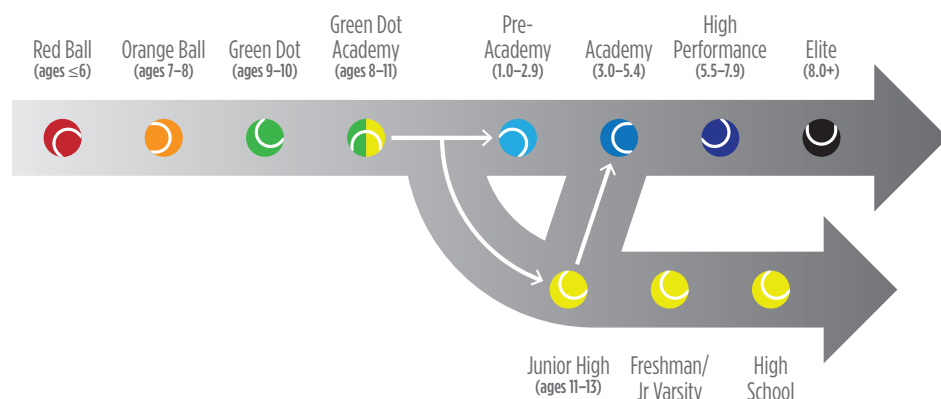 Red Ball
(ages ≤6)
Orange Ball
(ages 7–8)
Green Dot
(ages 9–10)
Green Dot
Academy
(ages 8–11)
Pre-
Academy
(1.0–2.9)
Academy
(3.0–5.4)
High
Performance
(5.5–7.9)
Elite
(8.0+)
Junior High
(ages 11–13)
Freshman/
Jr Varsity
High
School